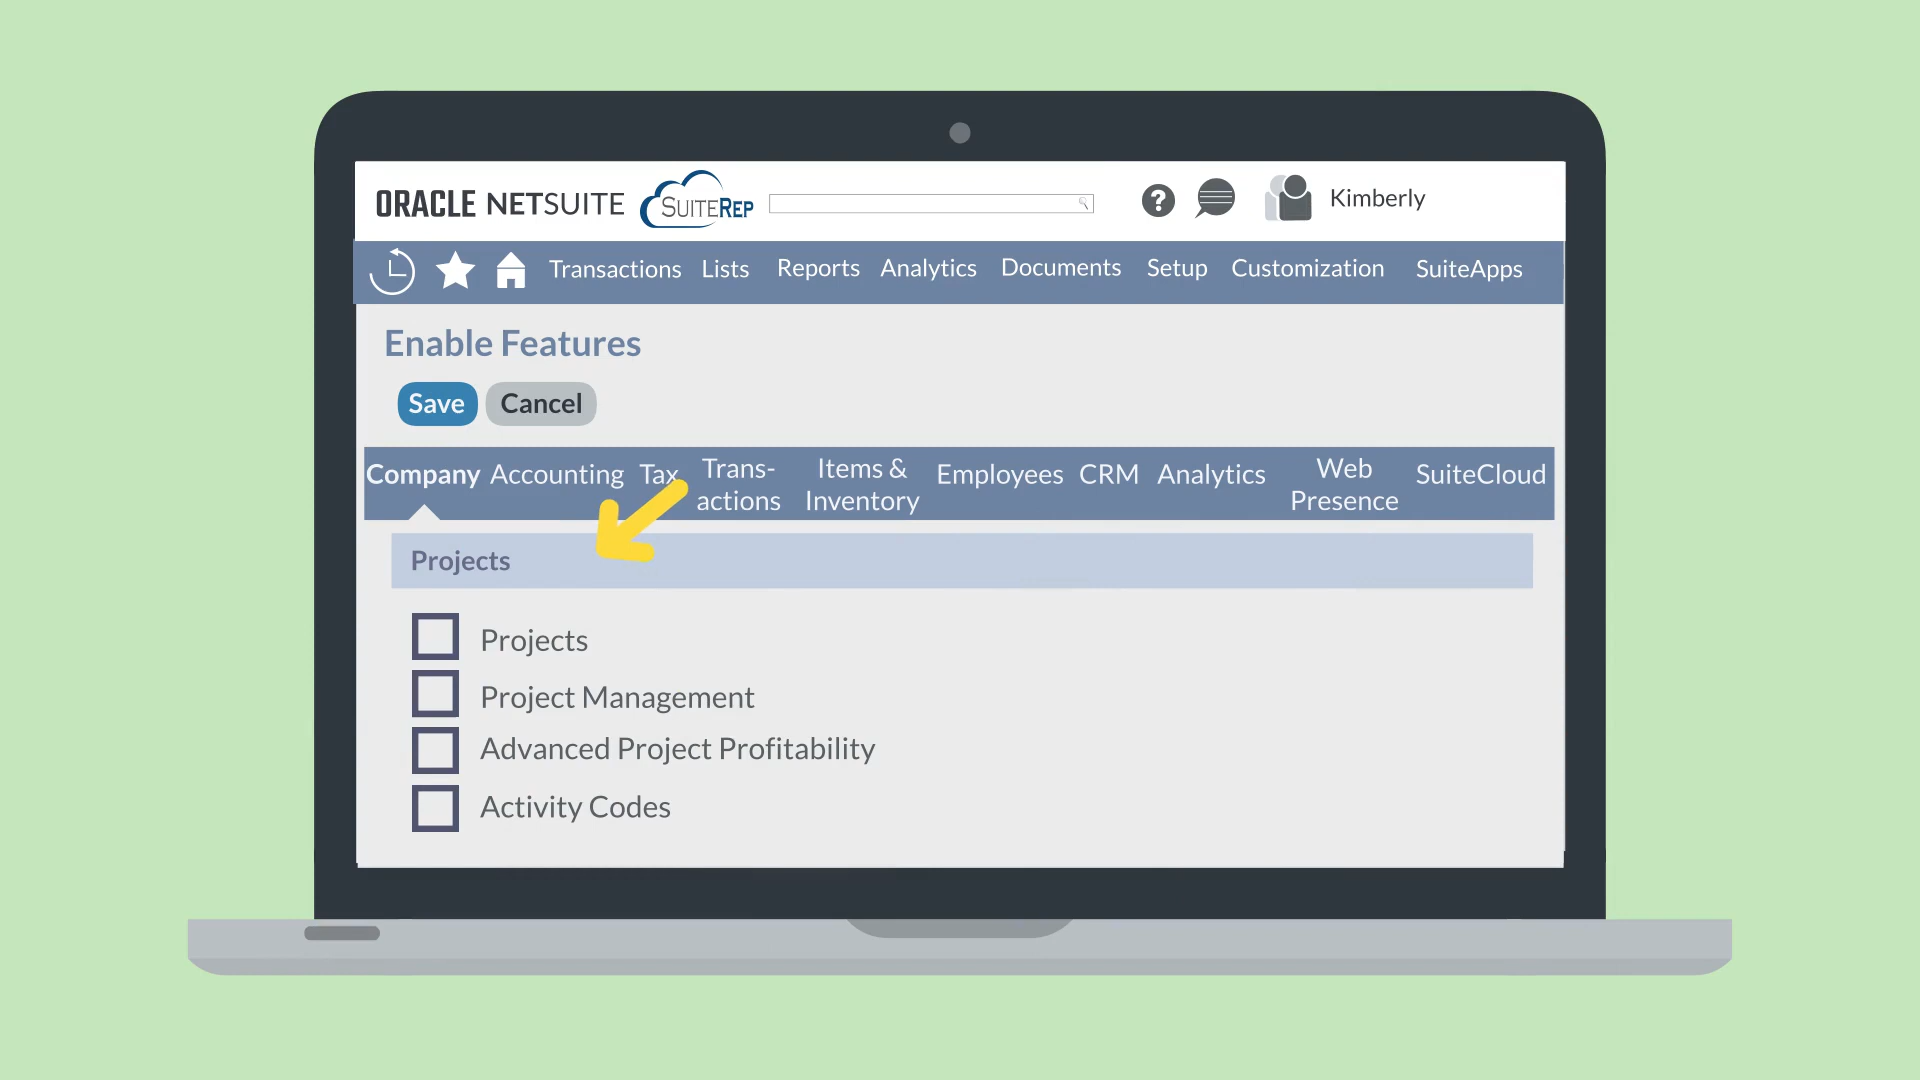 ORACLE NETSUITE SUITEREP ? Kimberly
Transactions Lists Reports Analytics Documents Setup Customization SuiteApps
Enable Features
Save Cancel
Company Accounting Tax Trans-
actions Items &
Inventory Employees CRM Analytics Web
Presence SuiteCloud
Projects
Projects
Project Management
Advanced Project Profitability
Activity Codes